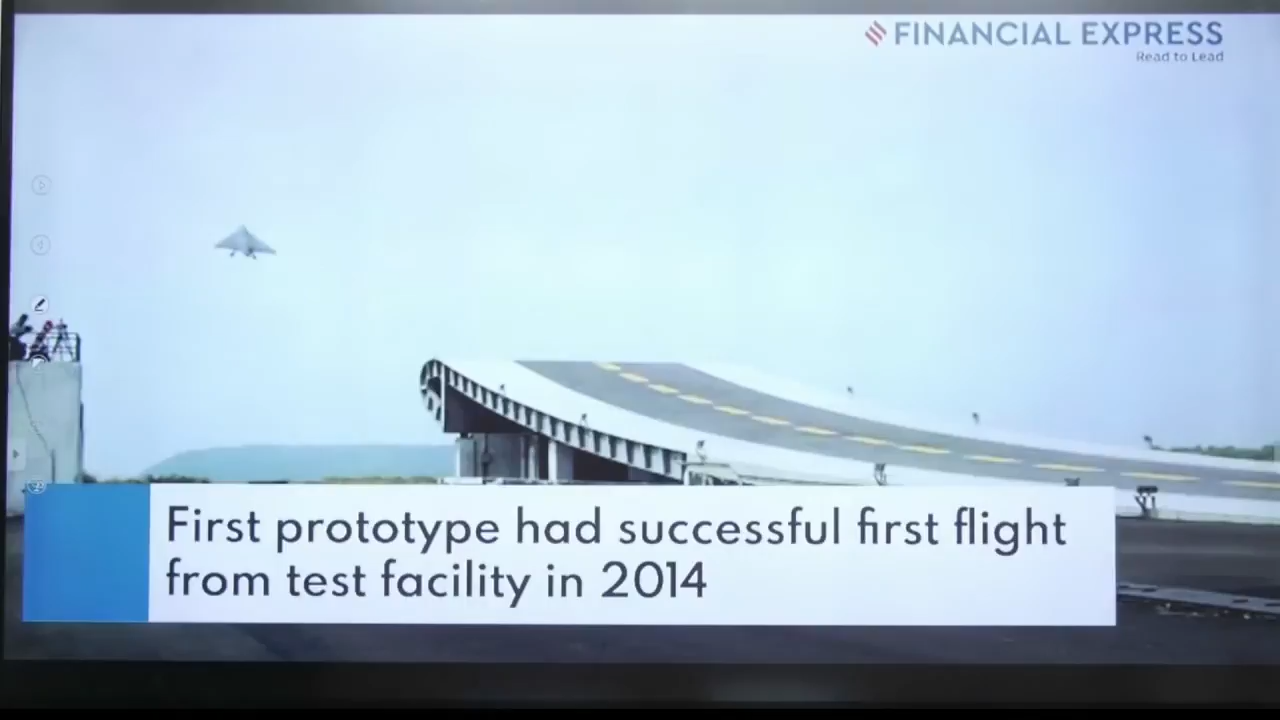 FINANCIAL EXPRESS
Read to Lead
First prototype had successful first flight
from test facility in 2014